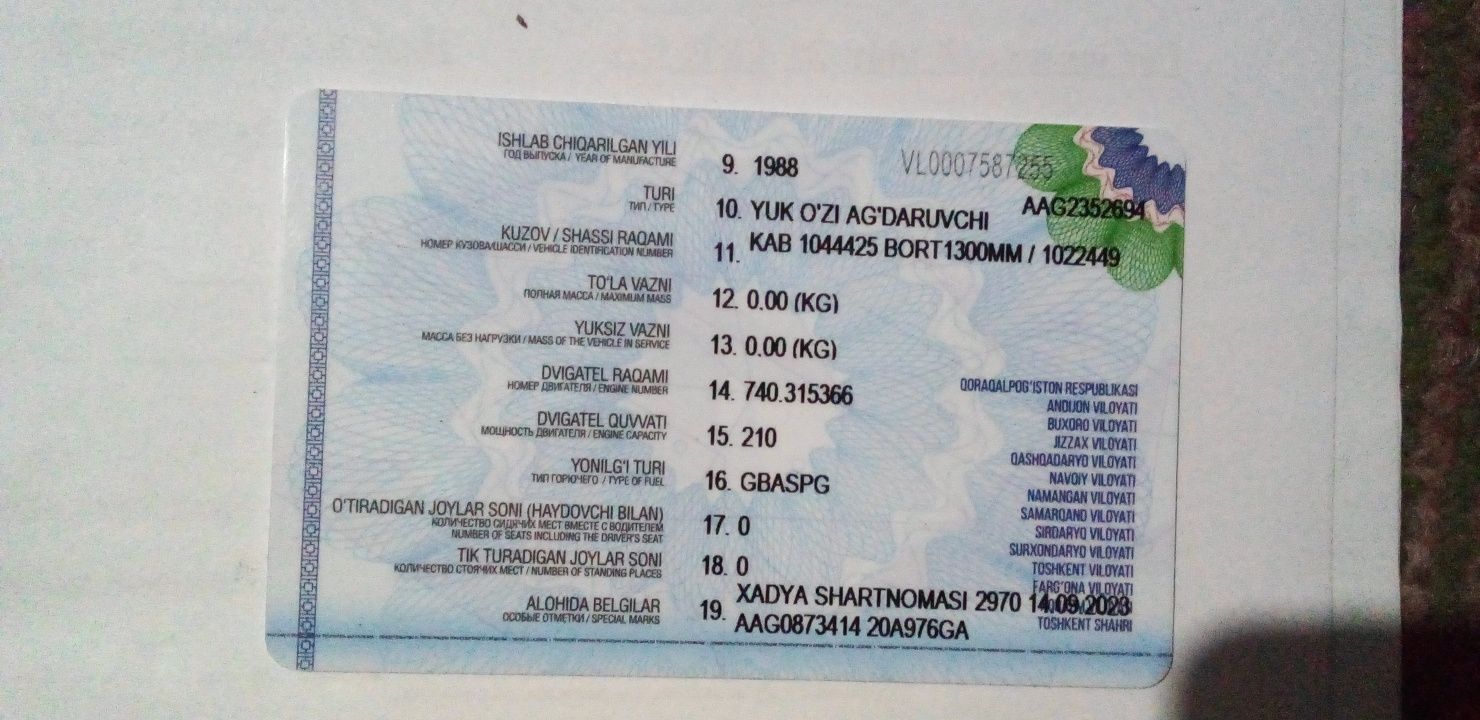 ISHLAB CHIQARILGAN YILI
ГОД ВЫПУСКА / YEAR OF MANUFACTURE
9. 1988
VL0007587255
TURI
ТИП / TYPE
10. YUK O'ZI AG'DARUVCHI
AAG2352694
KUZOV / SHASSI RAQAMI
НОМЕР КУЗОВА/ШАССИ / VEHICLE IDENTIFICATION NUMBER
11. KAB 1044425 BORT1300MM / 1022449
TO'LA VAZNI
ПОЛНАЯ МАССА / MAXIMUM MASS
12. 0.00 (KG)
YUKSIZ VAZNI
МАССА БЕЗ НАГРУЗКИ / MASS OF THE VEHICLE IN SERVICE
13. 0.00 (KG)
DVIGATEL RAQAMI
НОМЕР ДВИГАТЕЛЯ / ENGINE NUMBER
14. 740.315366
DVIGATEL QUVVATI
МОЩНОСТЬ ДВИГАТЕЛЯ / ENGINE CAPACITY
15. 210
YONILG'I TURI
ТИП ГОРЮЧЕГО / TYPE OF FUEL
16. GBASPG
O'TIRADIGAN JOYLAR SONI (HAYDOVCHI BILAN)
КОЛИЧЕСТВО СИДЯЧИХ МЕСТ ВМЕСТЕ С ВОДИТЕЛЕМ
NUMBER OF SEATS INCLUDING THE DRIVER'S SEAT
17. 0
TIK TURADIGAN JOYLAR SONI
КОЛИЧЕСТВО СТОЯЧИХ МЕСТ / NUMBER OF STANDING PLACES
18. 0
ALOHIDA BELGILAR
ОСОБЫЕ ОТМЕТКИ / SPECIAL MARKS
19. XADYA SHARTNOMASI 2970 14.09.2023
AAG0873414 20A976GA
QORAQALPOG'ISTON RESPUBLIKASI
ANDIJON VILOYATI
BUXORO VILOYATI
JIZZAX VILOYATI
QASHQADARYO VILOYATI
NAVOIY VILOYATI
NAMANGAN VILOYATI
SAMARQAND VILOYATI
SIRDARYO VILOYATI
SURXONDARYO VILOYATI
TOSHKENT VILOYATI
FARG'ONA VILOYATI
TOSHKENT SHAHRI